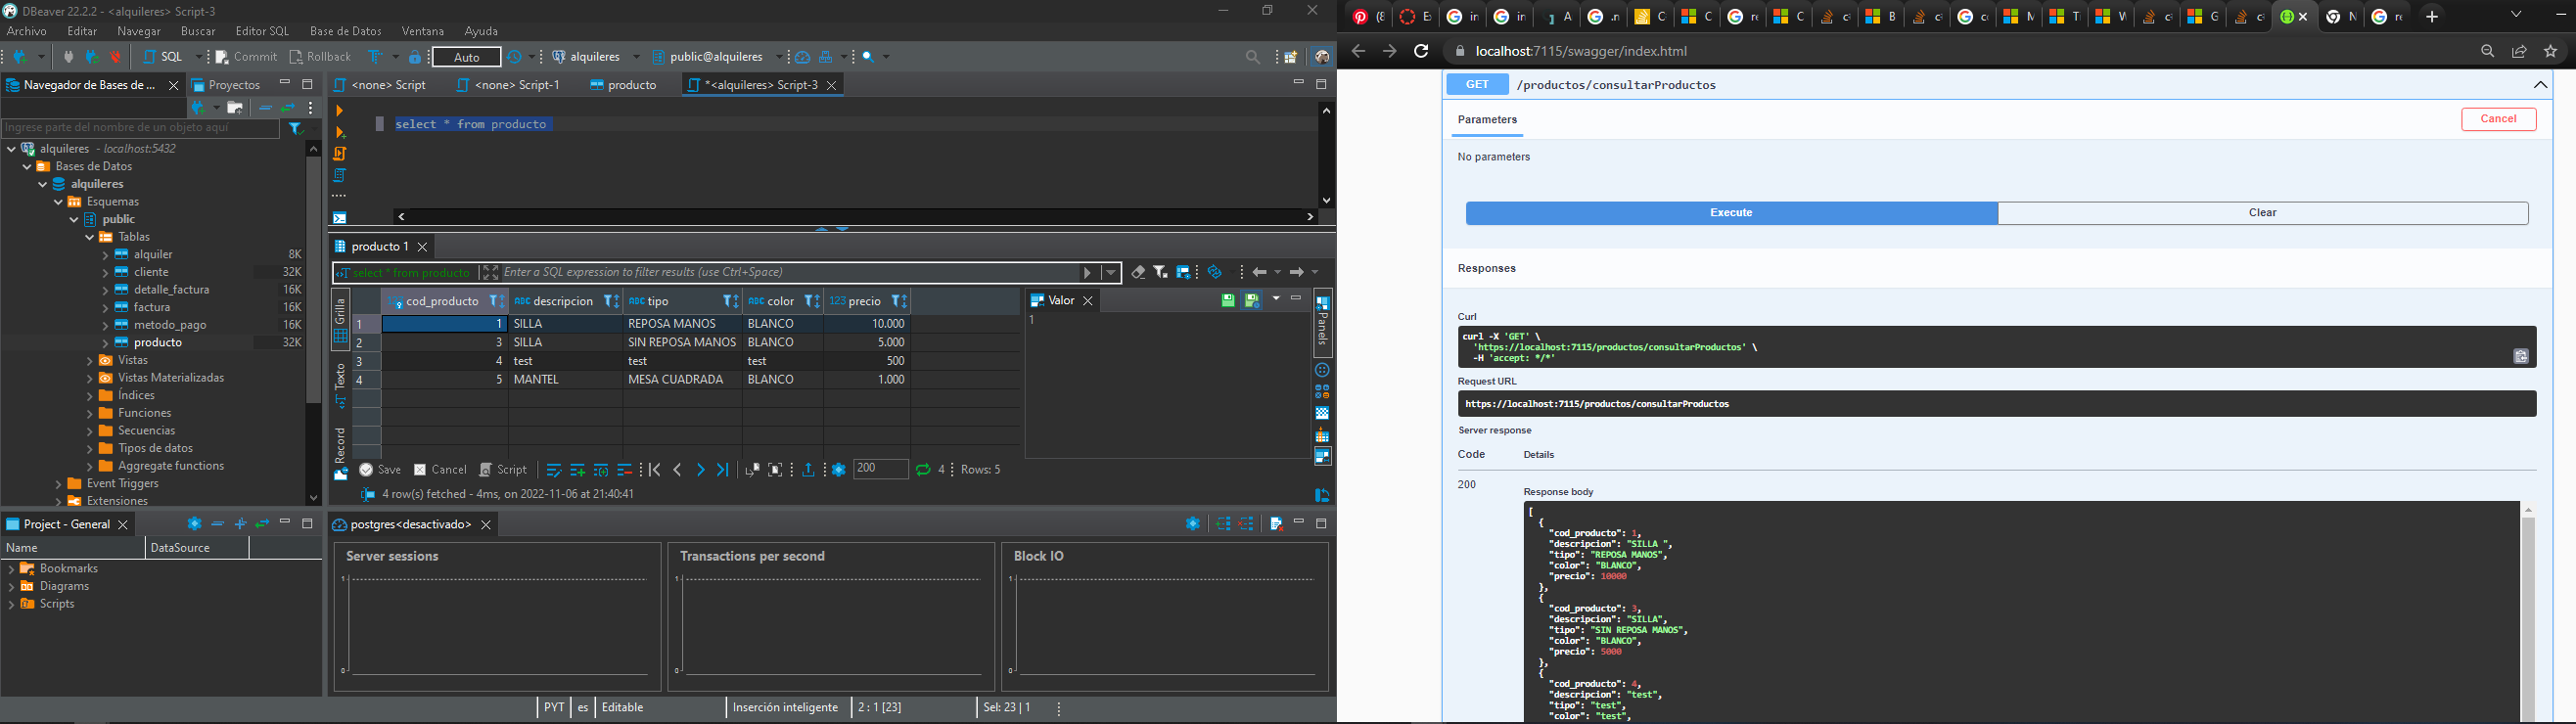 DBeaver 22.2.2 - <alquileres> Script-3
Archivo Editar Navegar Buscar Editor SQL Base de Datos Ventana Ayuda
SQL Commit Rollback Auto alquileres public@alquileres
Navegador de Bases de ... Proyectos
Ingrese parte del nombre de un objeto aquí
alquileres - localhost:5432
Bases de Datos
alquileres
Esquemas
public
Tablas
alquiler 8K
cliente 32K
detalle_factura 16K
factura 16K
metodo_pago 16K
producto 32K
Vistas
Vistas Materializadas
Índices
Funciones
Secuencias
Tipos de datos
Aggregate functions
Event Triggers
Extensiones
Project - General
Name DataSource
Bookmarks
Diagrams
Scripts
<none> Script <none> Script-1 producto *<alquileres> Script-3
select * from producto
producto 1
select * from producto Enter a SQL expression to filter results (use Ctrl+Space)
Grilla
Texto
Record
cod_producto ABC descripcion ABC tipo ABC color 123 precio
1 1 SILLA REPOSA MANOS BLANCO 10.000
2 3 SILLA SIN REPOSA MANOS BLANCO 5.000
3 4 test test test 500
4 5 MANTEL MESA CUADRADA BLANCO 1.000
Valor
1
Panels
Save Cancel Script 200 4 Rows: 5
4 row(s) fetched - 4ms, on 2022-11-06 at 21:40:41
postgres<desactivado>
Server sessions
1
0
Transactions per second
1
0
Block IO
1
0
PYT es Editable Inserción inteligente 2 : 1 [23] Sel: 23 | 1
localhost:7115/swagger/index.html
GET /productos/consultarProductos
Parameters Cancel
No parameters
Execute Clear
Responses
Curl
curl -X 'GET' \
'https://localhost:7115/productos/consultarProductos' \
-H 'accept: */*'
Request URL
https://localhost:7115/productos/consultarProductos
Server response
Code Details
200
Response body
[
{
"cod_producto": 1,
"descripcion": "SILLA ",
"tipo": "REPOSA MANOS",
"color": "BLANCO",
"precio": 10000
},
{
"cod_producto": 3,
"descripcion": "SILLA",
"tipo": "SIN REPOSA MANOS",
"color": "BLANCO",
"precio": 5000
},
{
"cod_producto": 4,
"descripcion": "test",
"tipo": "test",
"color": "test",